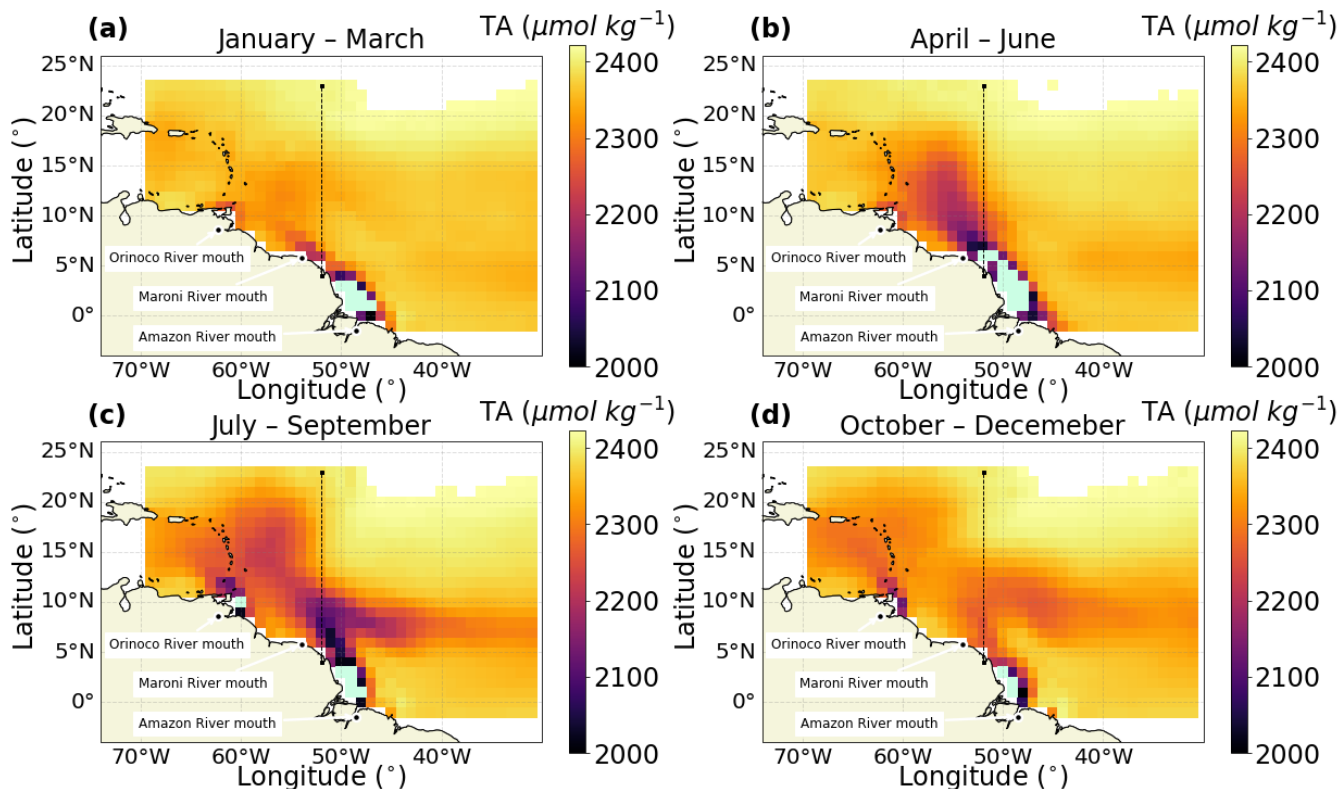 (a)
January – March
TA (μmol kg⁻¹)
25°N
20°N
15°N
10°N
5°N
0°
Latitude (°)
Orinoco River mouth
Maroni River mouth
Amazon River mouth
70°W 60°W 50°W 40°W
Longitude (°)
2400
2300
2200
2100
2000
(b)
April – June
TA (μmol kg⁻¹)
25°N
20°N
15°N
10°N
5°N
0°
Latitude (°)
Orinoco River mouth
Maroni River mouth
Amazon River mouth
70°W 60°W 50°W 40°W
Longitude (°)
2400
2300
2200
2100
2000
(c)
July – September
TA (μmol kg⁻¹)
25°N
20°N
15°N
10°N
5°N
0°
Latitude (°)
Orinoco River mouth
Maroni River mouth
Amazon River mouth
70°W 60°W 50°W 40°W
Longitude (°)
2400
2300
2200
2100
2000
(d)
October – Decemeber
TA (μmol kg⁻¹)
25°N
20°N
15°N
10°N
5°N
0°
Latitude (°)
Orinoco River mouth
Maroni River mouth
Amazon River mouth
70°W 60°W 50°W 40°W
Longitude (°)
2400
2300
2200
2100
2000